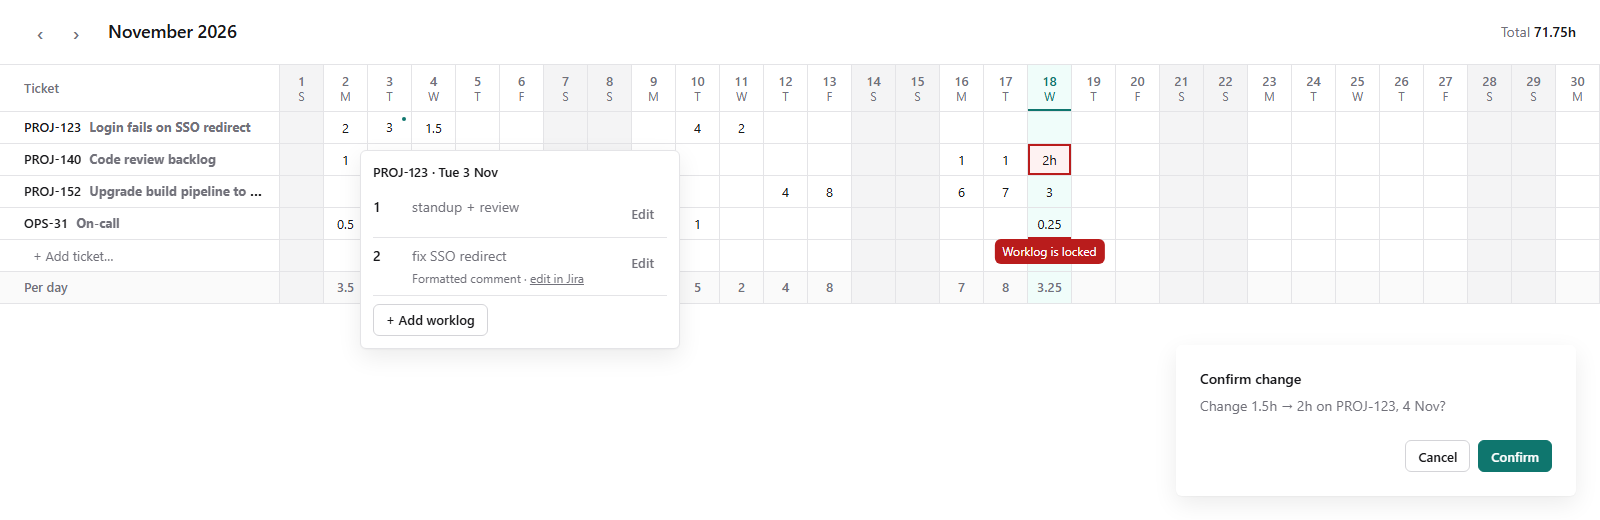 ‹ › November 2026 Total 71.75h
Ticket 1 2 3 4 5 6 7 8 9 10 11 12 13 14 15 16 17 18 19 20 21 22 23 24 25 26 27 28 29 30
S M T W T F S S M T W T F S S M T W T F S S M T W T F S S M
PROJ-123 Login fails on SSO redirect 2 3 1.5 4 2
PROJ-140 Code review backlog 1 1 1 2h
PROJ-152 Upgrade build pipeline to ... 4 8 6 7 3
OPS-31 On-call 0.5 1 0.25
+ Add ticket...
Worklog is locked
Per day 3.5 5 2 4 8 7 8 3.25
PROJ-123 · Tue 3 Nov
1 standup + review Edit
2 fix SSO redirect Edit
Formatted comment · edit in Jira
+ Add worklog
Confirm change
Change 1.5h → 2h on PROJ-123, 4 Nov?
Cancel Confirm